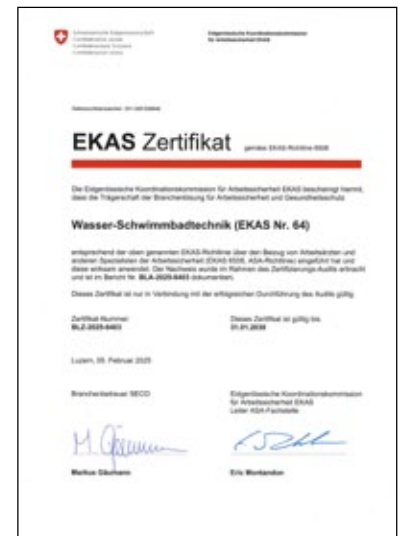 Schweizerische Eidgenossenschaft
Confédération suisse
Confederazione Svizzera
Confederaziun svizra
Eidgenössische Koordinationskommission
für Arbeitssicherheit EKAS
EKAS Zertifikat gemäss EKAS-Richtlinie 6508
Die Eidgenössische Koordinationskommission für Arbeitssicherheit EKAS bescheinigt hiermit,
dass die Trägerschaft der Branchenlösung für Arbeitssicherheit und Gesundheitsschutz
Wasser-Schwimmbadtechnik (EKAS Nr. 64)
entsprechend der oben genannten EKAS-Richtlinie über den Bezug von Arbeitsärzten und
anderen Spezialisten der Arbeitssicherheit (EKAS 6508, ASA-Richtlinie) eingeführt hat und
diese wirksam anwendet. Der Nachweis wurde im Rahmen des Zertifizierungs-Audits erbracht
und ist im Bericht Nr. BLA-2025-6403 dokumentiert.
Dieses Zertifikat ist nur in Verbindung mit der erfolgreichen Durchführung des Audits gültig.
Zertifikat-Nummer: Dieses Zertifikat ist gültig bis:
BLZ-2025-6403 31.01.2030
Luzern, 05. Februar 2025
Branchenbetreuer SECO Eidgenössische Koordinationskommission
für Arbeitssicherheit EKAS
Leiter ASA-Fachstelle
Markus Gäumann Eric Montandon